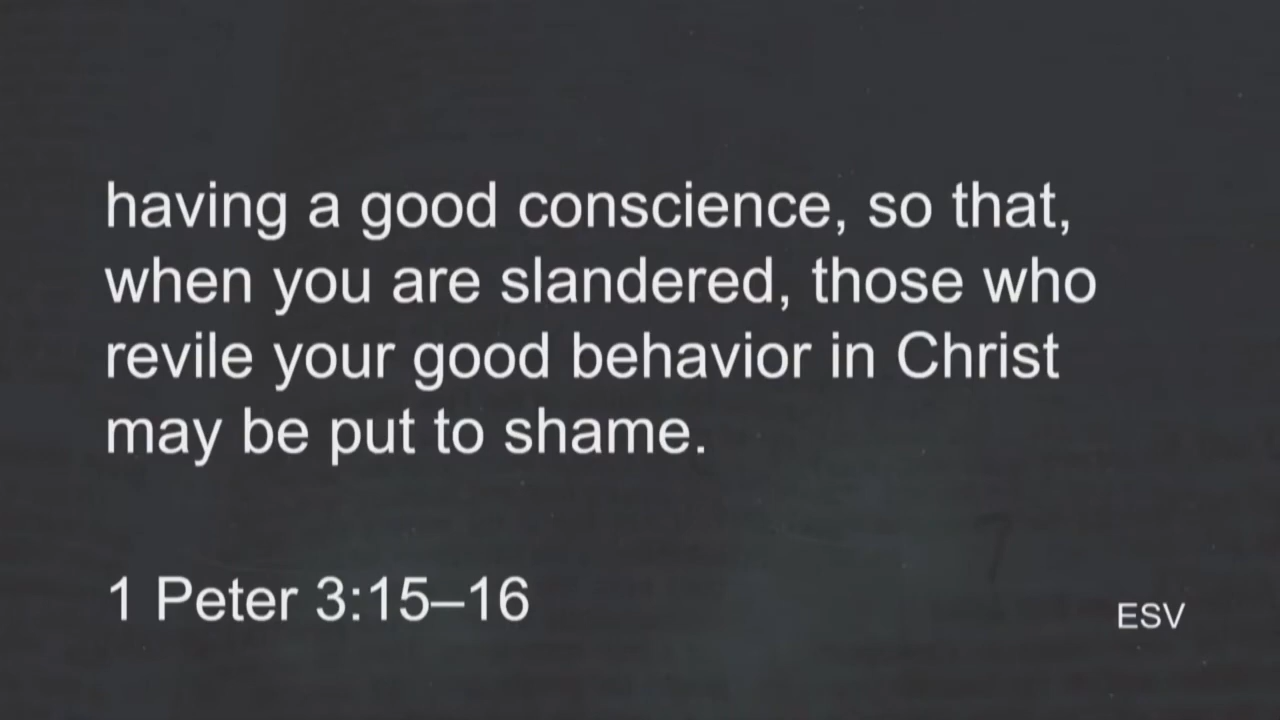 having a good conscience, so that,
when you are slandered, those who
revile your good behavior in Christ
may be put to shame.
1 Peter 3:15–16
ESV